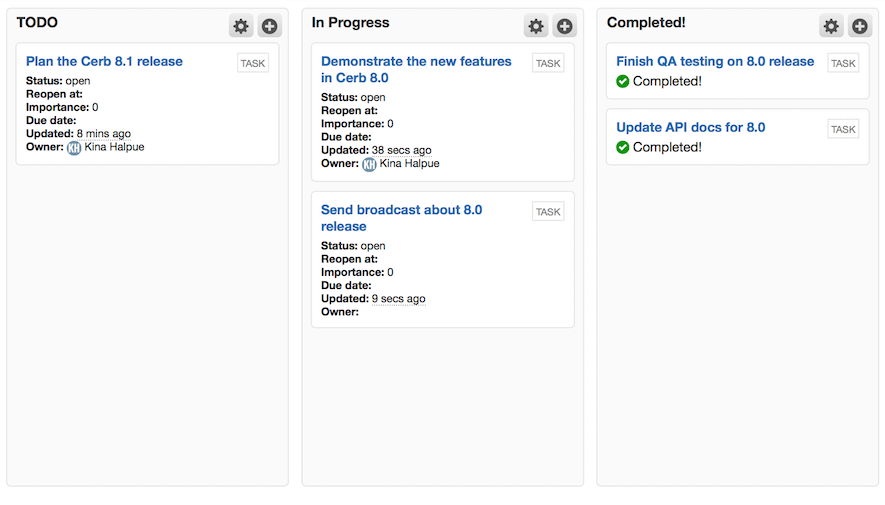 TODO
Plan the Cerb 8.1 release
TASK
Status: open
Reopen at:
Importance: 0
Due date:
Updated: 8 mins ago
Owner: KH Kina Halpue
In Progress
Demonstrate the new features
in Cerb 8.0
TASK
Status: open
Reopen at:
Importance: 0
Due date:
Updated: 38 secs ago
Owner: KH Kina Halpue
Send broadcast about 8.0
release
TASK
Status: open
Reopen at:
Importance: 0
Due date:
Updated: 9 secs ago
Owner:
Completed!
Finish QA testing on 8.0 release
TASK
Completed!
Update API docs for 8.0
TASK
Completed!